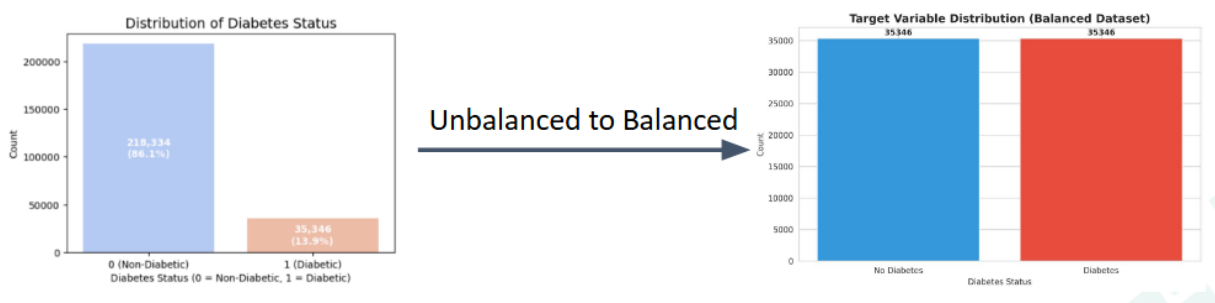 Distribution of Diabetes Status
200000
150000
100000
50000
0
Count
218,334
(86.1%)
35,346
(13.9%)
0 (Non-Diabetic)
1 (Diabetic)
Diabetes Status (0 = Non-Diabetic, 1 = Diabetic)
Unbalanced to Balanced
Target Variable Distribution (Balanced Dataset)
35346
35346
35000
30000
25000
20000
15000
10000
5000
0
Count
No Diabetes
Diabetes
Diabetes Status